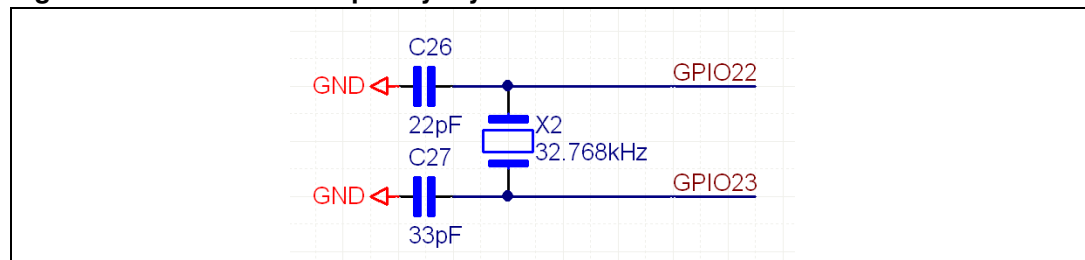 C26
GND
GPIO22
22pF
X2
32.768kHz
C27
GND
GPIO23
33pF